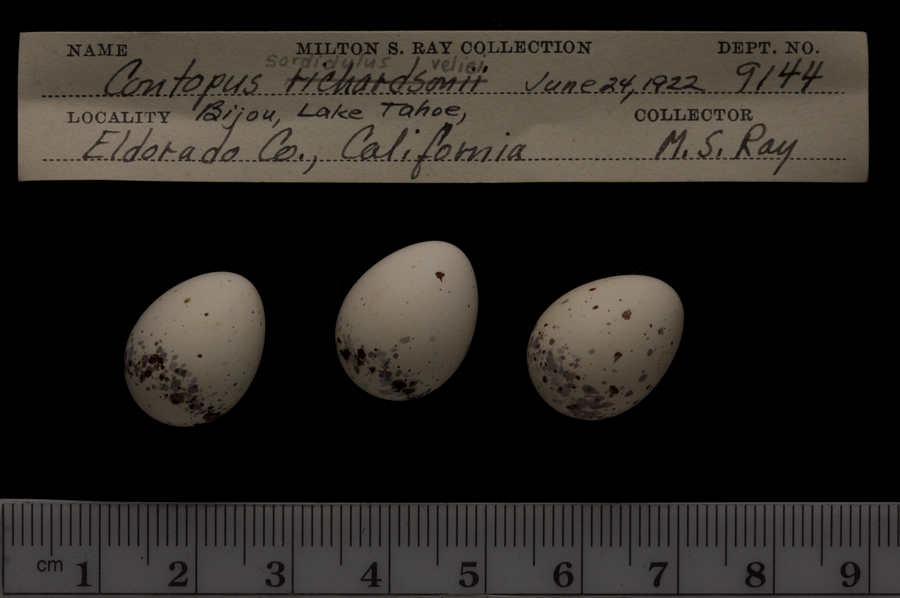 NAME MILTON S. RAY COLLECTION DEPT. NO.
sordidulus veliei
Contopus richardsonii June 24, 1922 9144
LOCALITY Bijou, Lake Tahoe, COLLECTOR
Eldorado Co., California M. S. Ray
cm 1 2 3 4 5 6 7 8 9